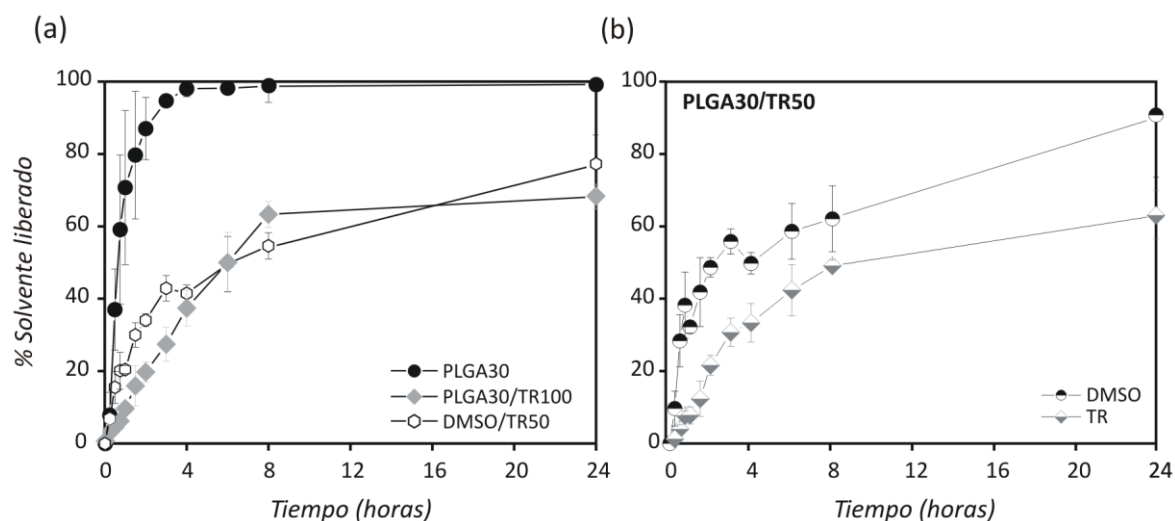 (a)
(b)
% Solvente liberado
100
80
60
40
20
0
0 4 8 12 16 20 24
Tiempo (horas)
PLGA30
PLGA30/TR100
DMSO/TR50
PLGA30/TR50
100
80
60
40
20
0
0 4 8 12 16 20 24
Tiempo (horas)
DMSO
TR